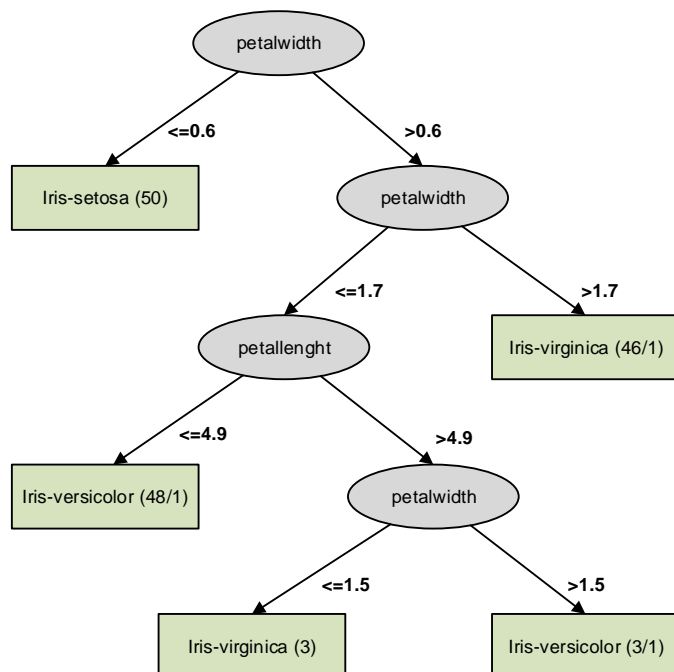 petalwidth
<=0.6
>0.6
Iris-setosa (50)
petalwidth
<=1.7
>1.7
petallenght
Iris-virginica (46/1)
<=4.9
>4.9
Iris-versicolor (48/1)
petalwidth
<=1.5
>1.5
Iris-virginica (3)
Iris-versicolor (3/1)